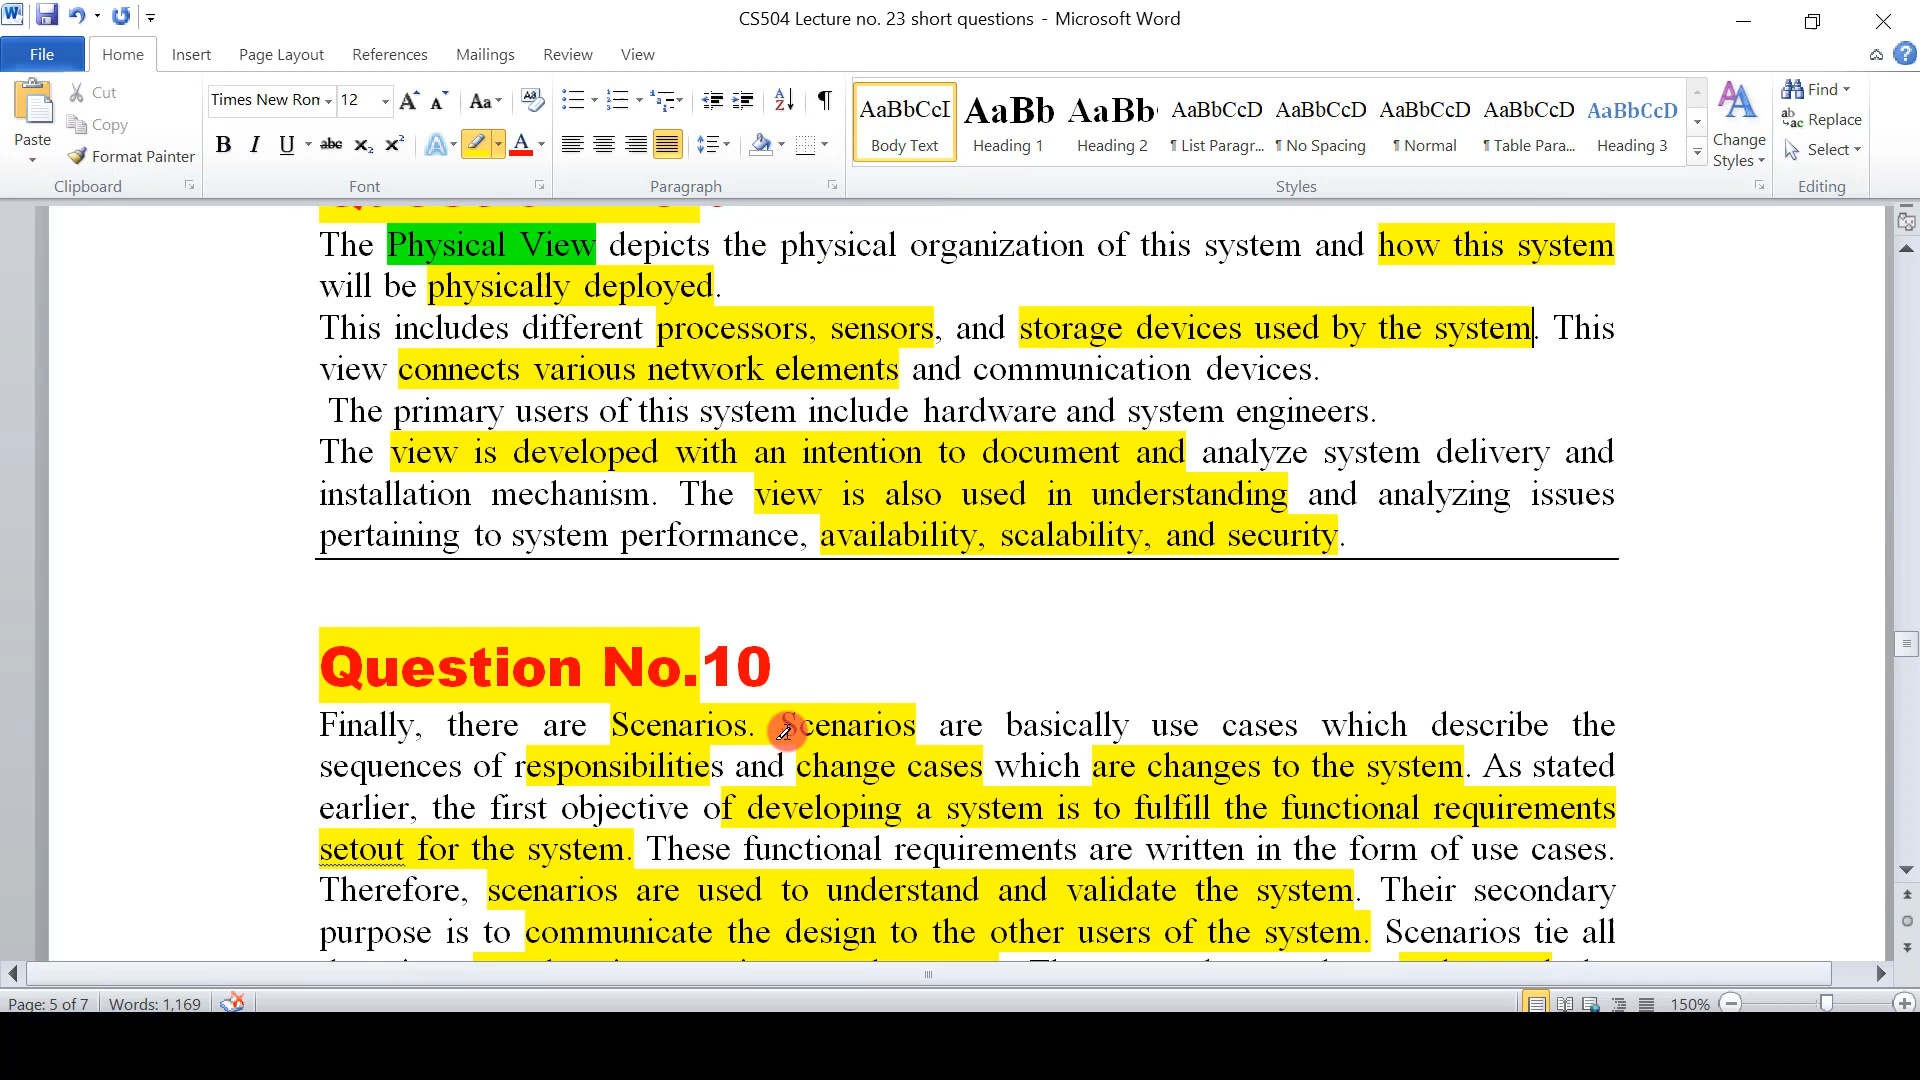 CS504 Lecture no. 23 short questions - Microsoft Word
File Home Insert Page Layout References Mailings Review View
Cut
Copy
Format Painter
Paste
Clipboard
Times New Ron 12
Font
Paragraph
AaBbCcI AaBb AaBb AaBbCcD AaBbCcD AaBbCcD AaBbCcD AaBbCcD
Body Text Heading 1 Heading 2 ¶ List Paragr... ¶ No Spacing ¶ Normal ¶ Table Para... Heading 3
Styles
Change
Styles
Find
Replace
Select
Editing
The Physical View depicts the physical organization of this system and how this system
will be physically deployed.
This includes different processors, sensors, and storage devices used by the system. This
view connects various network elements and communication devices.
The primary users of this system include hardware and system engineers.
The view is developed with an intention to document and analyze system delivery and
installation mechanism. The view is also used in understanding and analyzing issues
pertaining to system performance, availability, scalability, and security.
Question No.10
Finally, there are Scenarios. Scenarios are basically use cases which describe the
sequences of responsibilities and change cases which are changes to the system. As stated
earlier, the first objective of developing a system is to fulfill the functional requirements
setout for the system. These functional requirements are written in the form of use cases.
Therefore, scenarios are used to understand and validate the system. Their secondary
purpose is to communicate the design to the other users of the system. Scenarios tie all
Page: 5 of 7 Words: 1,169 150%